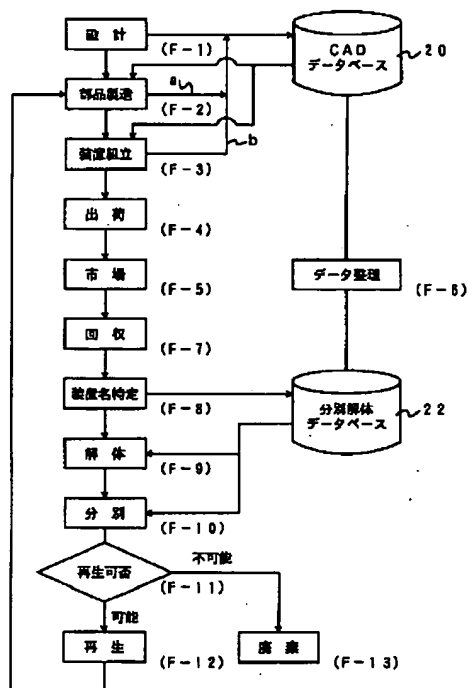 設計
(F-1)
CAD
データベース
20
部品製造
a
(F-2)
b
装置組立
(F-3)
出荷
(F-4)
市場
(F-5)
データ整理
(F-6)
回収
(F-7)
装置名特定
(F-8)
分別解体
データベース
22
解体
(F-9)
分別
(F-10)
再生可否
不可能
(F-11)
可能
再生
(F-12)
廃棄
(F-13)